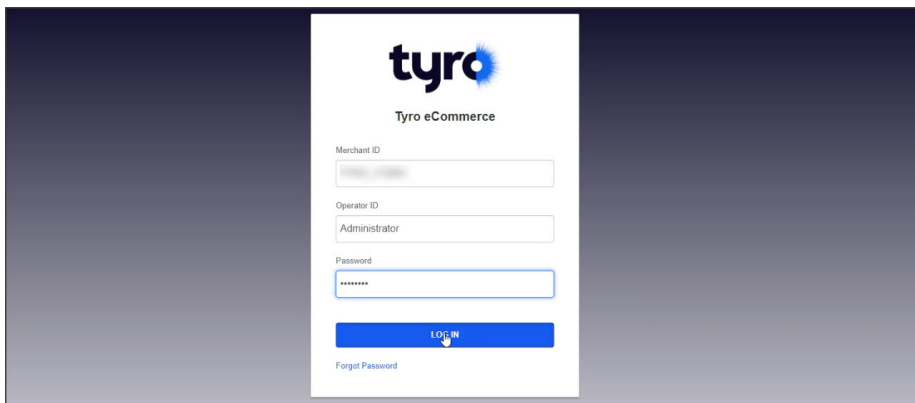 tyro
Tyro eCommerce
Merchant ID
Operator ID
Administrator
Password
••••••••
LOG IN
Forgot Password